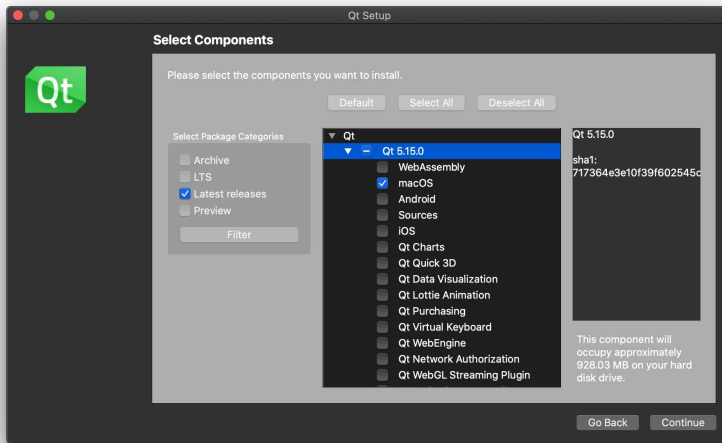 Qt Setup
Qt
Select Components
Please select the components you want to install.
Default
Select All
Deselect All
Select Package Categories
Archive
LTS
Latest releases
Preview
Filter
Qt
Qt 5.15.0
WebAssembly
macOS
Android
Sources
iOS
Qt Charts
Qt Quick 3D
Qt Data Visualization
Qt Lottie Animation
Qt Purchasing
Qt Virtual Keyboard
Qt WebEngine
Qt Network Authorization
Qt WebGL Streaming Plugin
Qt 5.15.0
sha1:
717364e3e10f39f602545c
This component will
occupy approximately
928.03 MB on your hard
disk drive.
Go Back
Continue